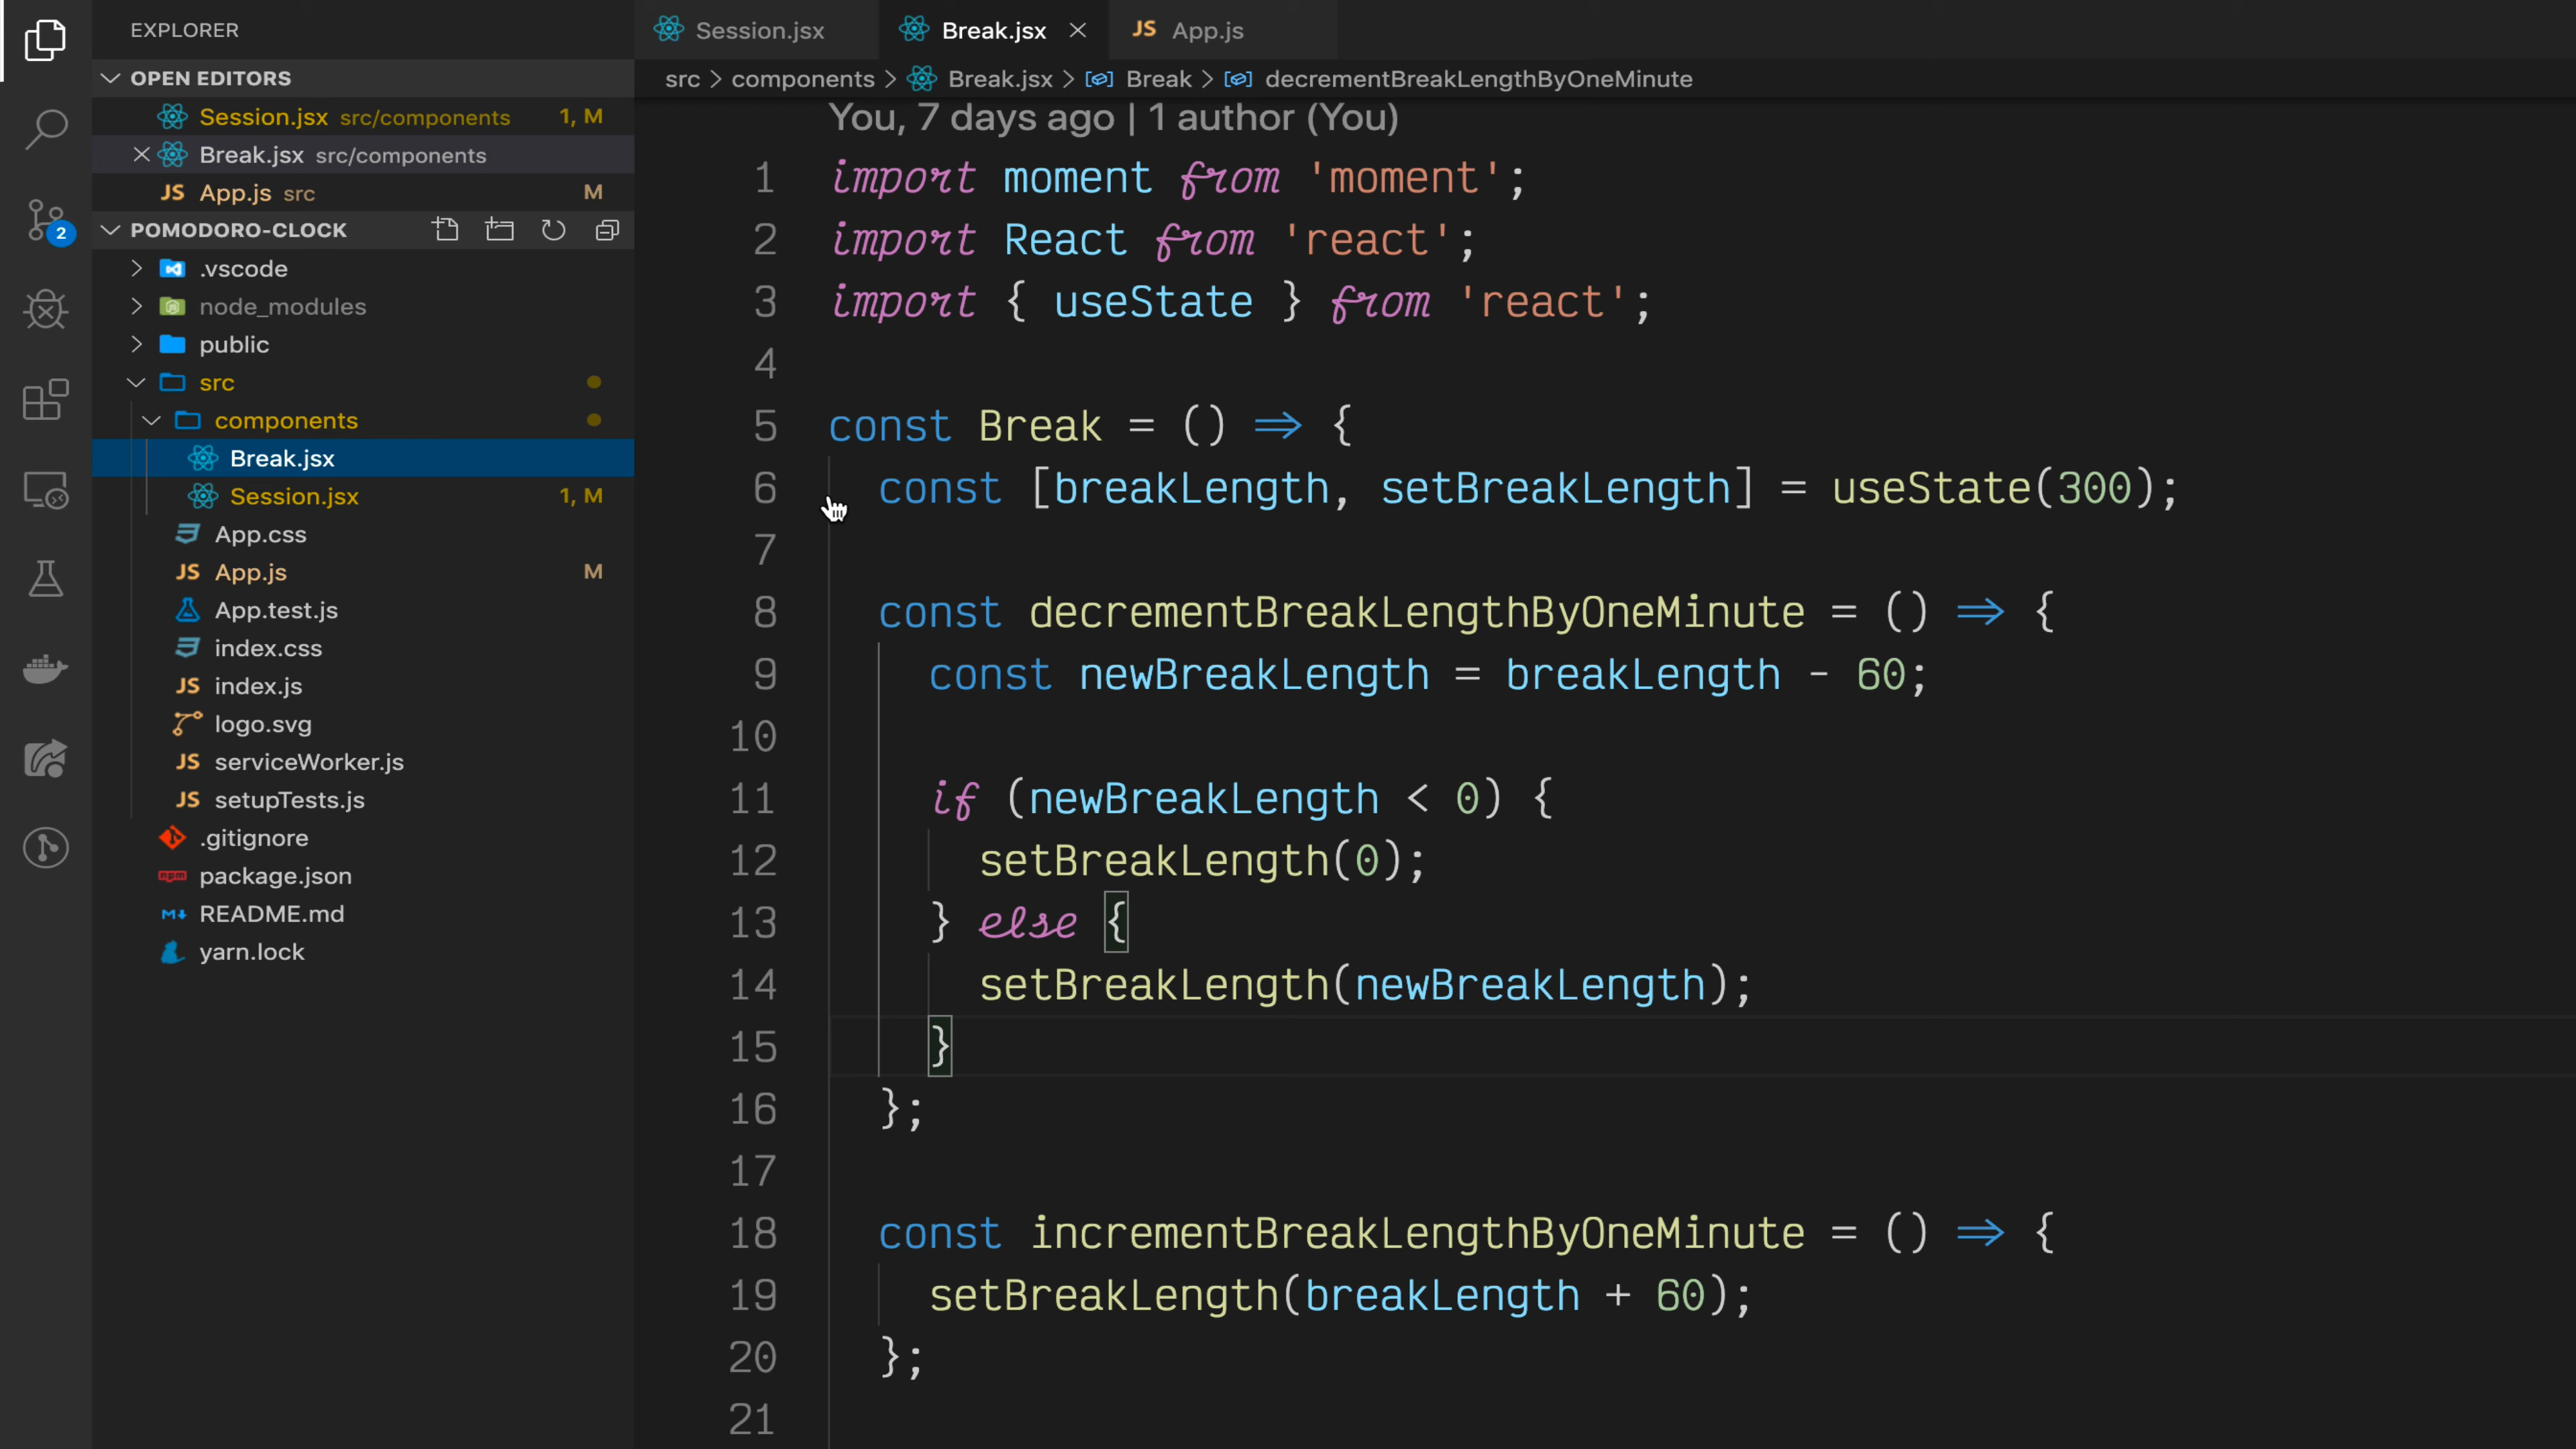 EXPLORER
OPEN EDITORS
Session.jsx src/components 1, M
Break.jsx src/components
JS App.js src M
POMODORO-CLOCK
2
.vscode
node_modules
public
src
components
Break.jsx
Session.jsx 1, M
App.css
JS App.js M
App.test.js
index.css
JS index.js
logo.svg
JS serviceWorker.js
JS setupTests.js
.gitignore
npm package.json
M README.md
yarn.lock
Session.jsx Break.jsx JS App.js
src > components > Break.jsx > Break > decrementBreakLengthByOneMinute
You, 7 days ago | 1 author (You)
1 import moment from 'moment';
2 import React from 'react';
3 import { useState } from 'react';
4
5 const Break = () => {
6 const [breakLength, setBreakLength] = useState(300);
7
8 const decrementBreakLengthByOneMinute = () => {
9 const newBreakLength = breakLength - 60;
10
11 if (newBreakLength < 0) {
12 setBreakLength(0);
13 } else {
14 setBreakLength(newBreakLength);
15 }
16 };
17
18 const incrementBreakLengthByOneMinute = () => {
19 setBreakLength(breakLength + 60);
20 };
21